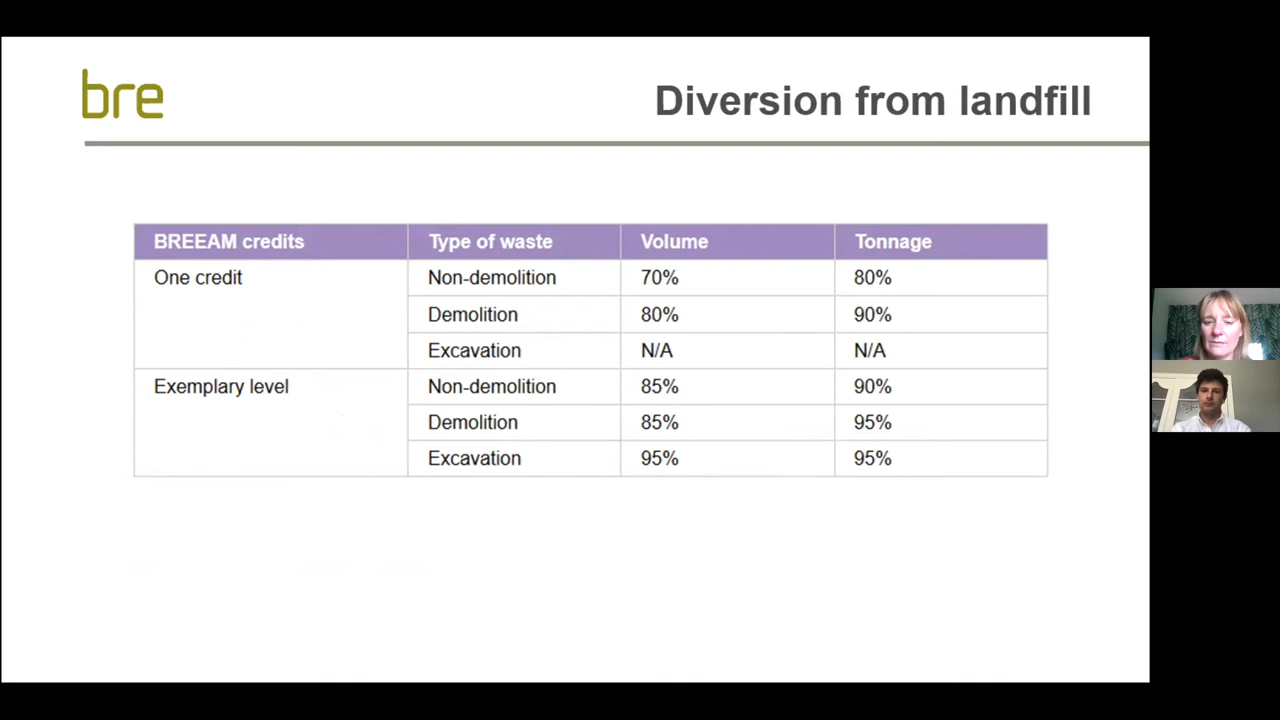 bre
Diversion from landfill
BREEAM credits Type of waste Volume Tonnage
One credit Non-demolition 70% 80%
Demolition 80% 90%
Excavation N/A N/A
Exemplary level Non-demolition 85% 90%
Demolition 85% 95%
Excavation 95% 95%